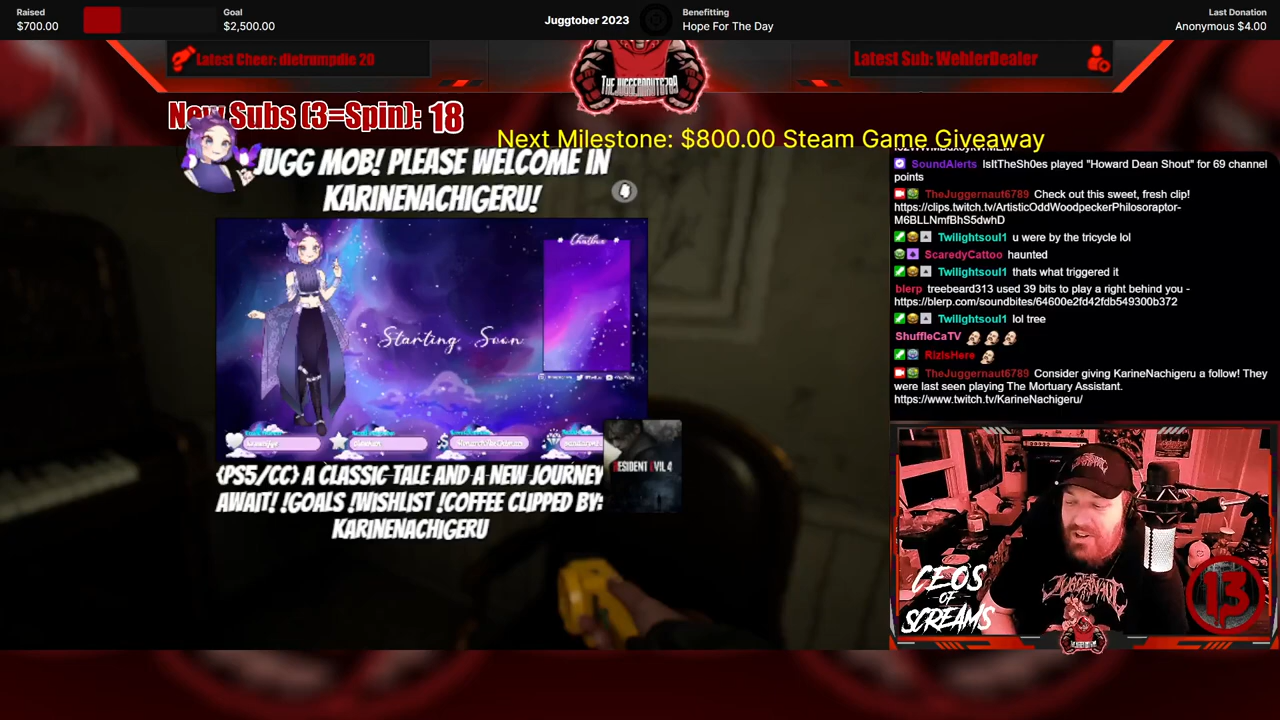 Raised
$700.00
Goal
$2,500.00
Juggtober 2023
Benefitting
Hope For The Day
Last Donation
Anonymous $4.00
Latest Cheer: dietrumpdie 20
THEJUGGERNAUT6789
Latest Sub: WehlerDealer
New Subs (3=Spin): 18
Next Milestone: $800.00 Steam Game Giveaway
JUGG MOB! PLEASE WELCOME IN
KARINENACHIGERU!
Chatbox
Starting Soon
{PS5/CC} A CLASSIC TALE AND A NEW JOURNEY
AWAIT! !GOALS !WISHLIST !COFFEE CLIPPED BY:
KARINENACHIGERU
RESIDENT EVIL 4
SoundAlerts IsItTheSh0es played "Howard Dean Shout" for 69 channel
points
TheJuggernaut6789 Check out this sweet, fresh clip!
https://clips.twitch.tv/ArtisticOddWoodpeckerPhilosoraptor-
M6BLLNmfBhS5dwhD
Twilightsoul1 u were by the tricycle lol
ScaredyCattoo haunted
Twilightsoul1 thats what triggered it
blerp treebeard313 used 39 bits to play a right behind you -
https://blerp.com/soundbites/64600e2fd42fdb549300b372
Twilightsoul1 lol tree
ShuffleCaTV
RizIsHere
TheJuggernaut6789 Consider giving KarineNachigeru a follow! They
were last seen playing The Mortuary Assistant.
https://www.twitch.tv/KarineNachigeru/
CEOS
OF
SCREAMS
JUGGERNAUT
13